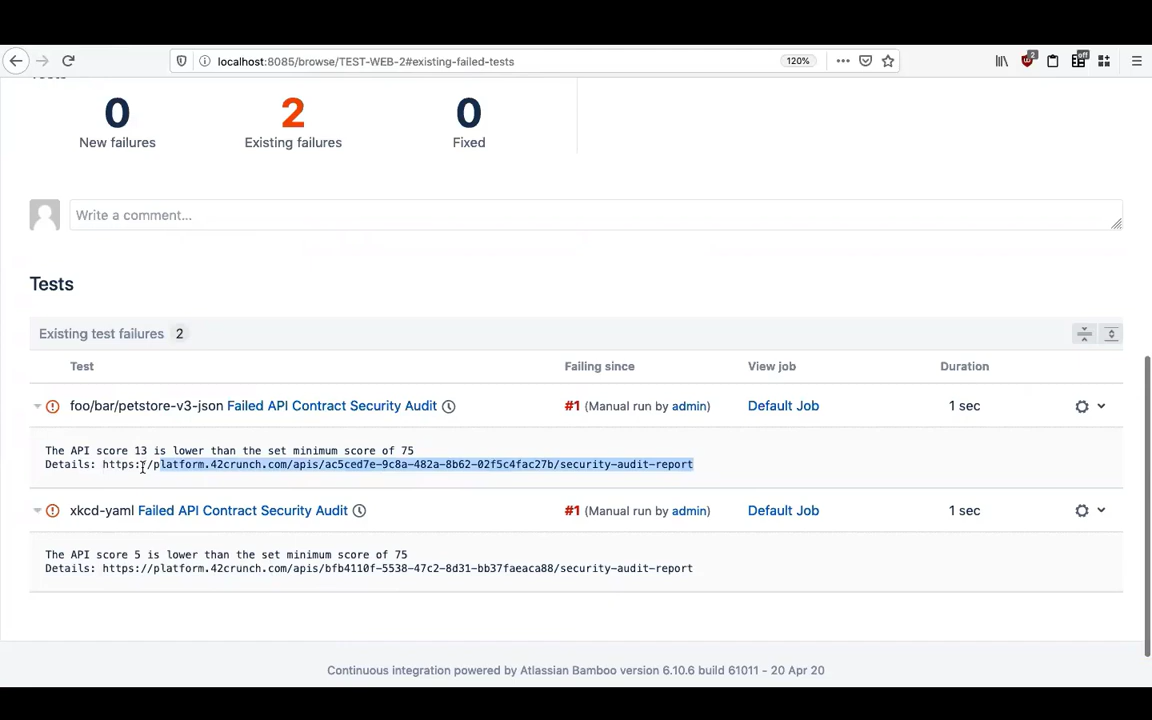 localhost:8085/browse/TEST-WEB-2#existing-failed-tests
120%
2
off
0
2
0
New failures
Existing failures
Fixed
Write a comment...
Tests
Existing test failures 2
Test Failing since View job Duration
foo/bar/petstore-v3-json Failed API Contract Security Audit #1 (Manual run by admin) Default Job 1 sec
The API score 13 is lower than the set minimum score of 75
Details: https://platform.42crunch.com/apis/ac5ced7e-9c8a-482a-8b62-02f5c4fac27b/security-audit-report
xkcd-yaml Failed API Contract Security Audit #1 (Manual run by admin) Default Job 1 sec
The API score 5 is lower than the set minimum score of 75
Details: https://platform.42crunch.com/apis/bfb4110f-5538-47c2-8d31-bb37faeaca88/security-audit-report
Continuous integration powered by Atlassian Bamboo version 6.10.6 build 61011 - 20 Apr 20